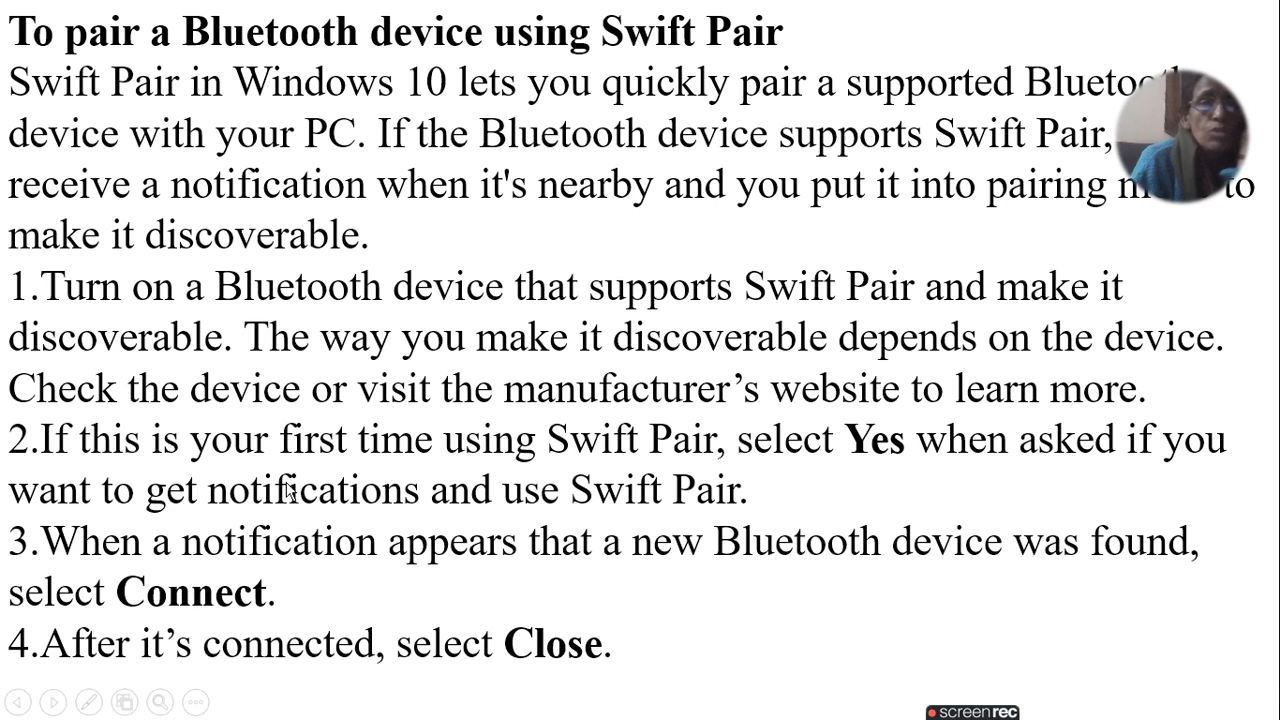 To pair a Bluetooth device using Swift Pair
Swift Pair in Windows 10 lets you quickly pair a supported
device with your PC. If the Bluetooth device supports Swift Pair,
receive a notification when it's nearby and you put it into pairing to
make it discoverable.
1.Turn on a Bluetooth device that supports Swift Pair and make it
discoverable. The way you make it discoverable depends on the device.
Check the device or visit the manufacturer’s website to learn more.
2.If this is your first time using Swift Pair, select Yes when asked if you
want to get notifications and use Swift Pair.
3.When a notification appears that a new Bluetooth device was found,
select Connect.
4.After it’s connected, select Close.
screenrec